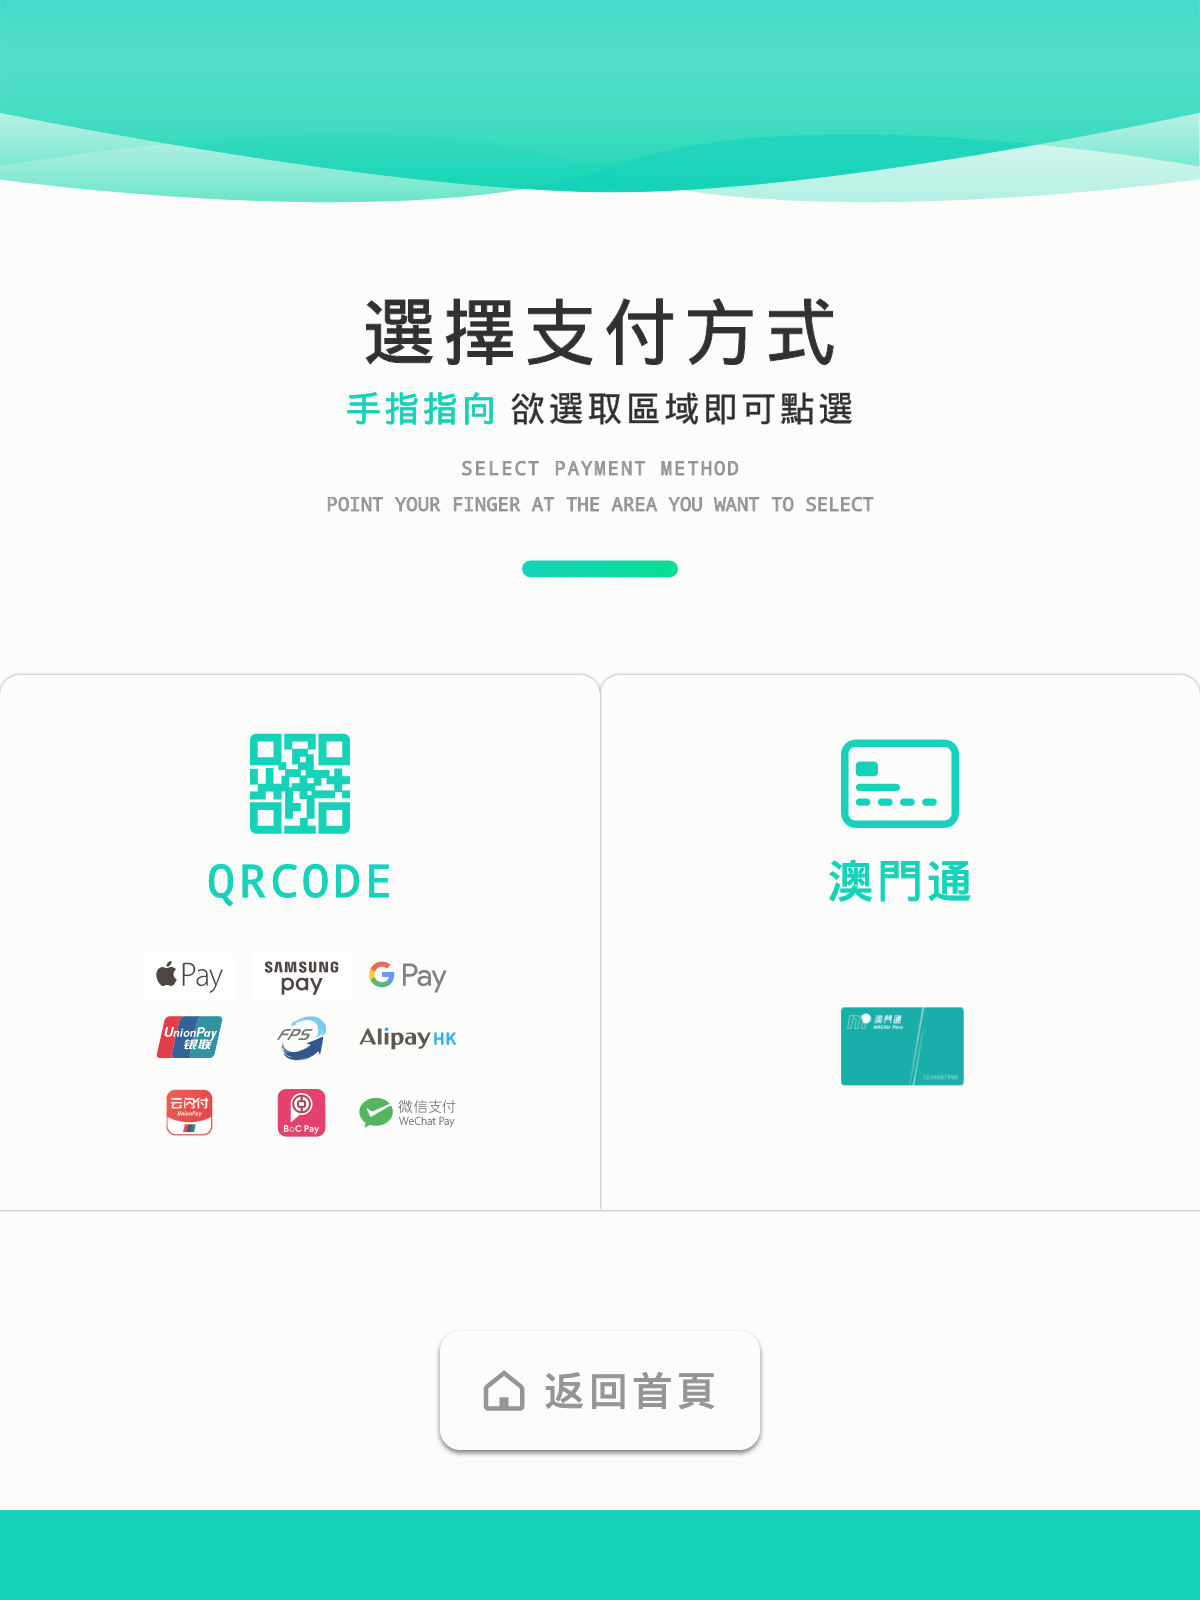 選擇支付方式
手指指向 欲選取區域即可點選
SELECT PAYMENT METHOD
POINT YOUR FINGER AT THE AREA YOU WANT TO SELECT
QRCODE
Pay
SAMSUNG
pay
G Pay
UnionPay
银联
FPS
Alipay HK
云闪付
UnionPay
BoC Pay
微信支付
WeChat Pay
澳門通
澳門通
MACAU Pass
1234567890
返回首頁